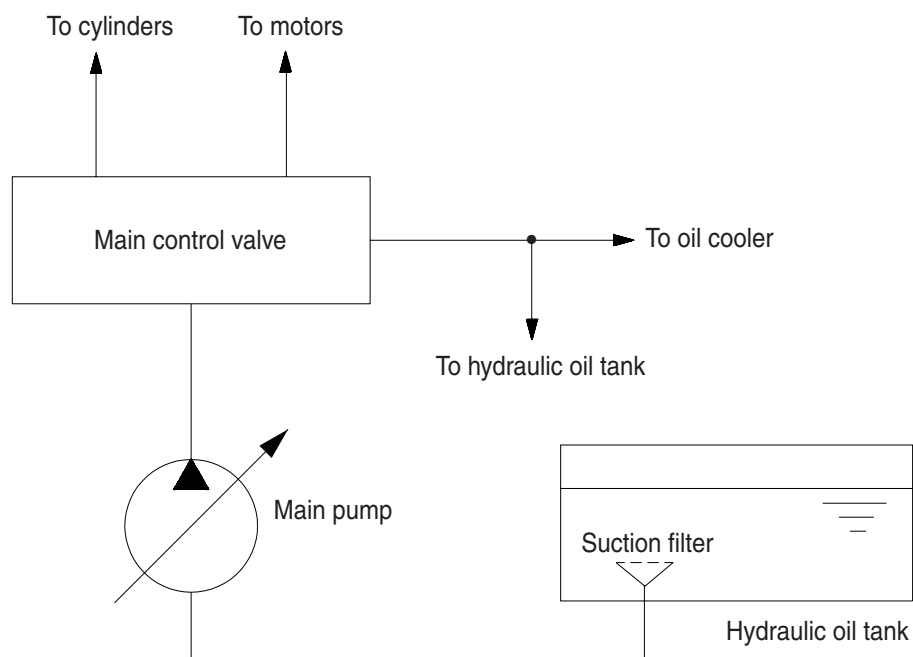 To cylinders
To motors
Main control valve
To oil cooler
To hydraulic oil tank
Main pump
Suction filter
Hydraulic oil tank